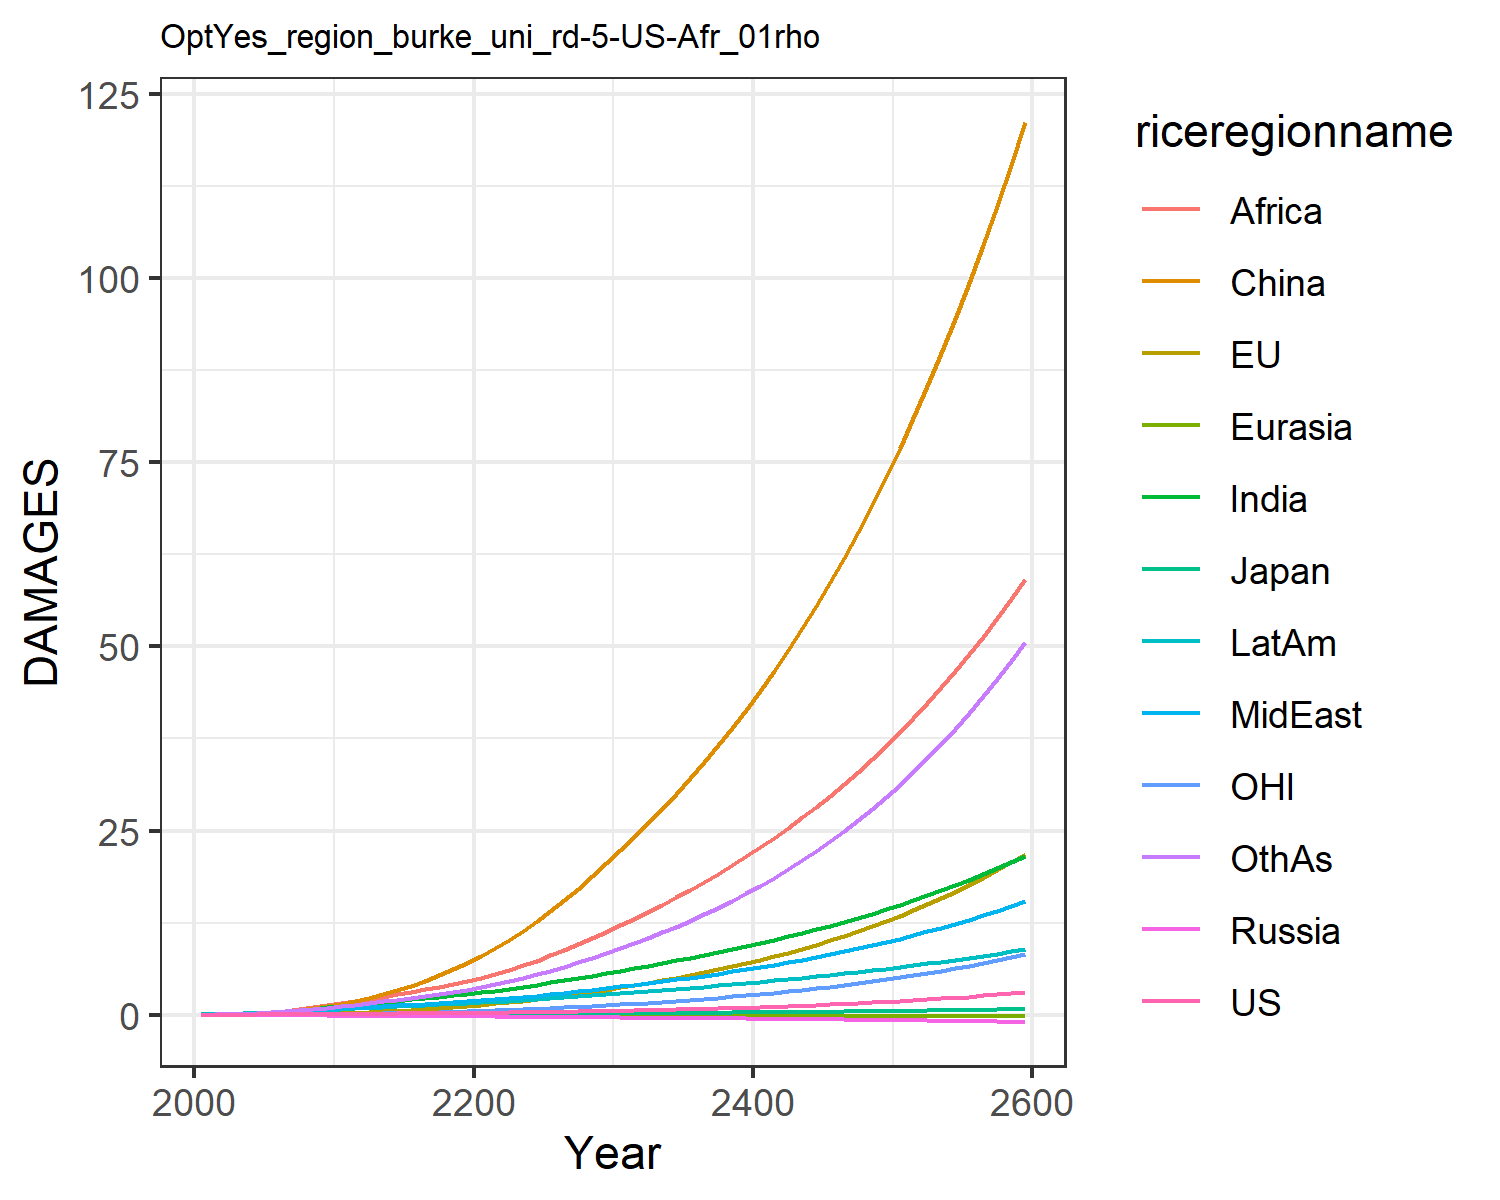 OptYes_region_burke_uni_rd-5-US-Afr_01rho
125
100
75
50
25
0
DAMAGES
2000
2200
2400
2600
Year
riceregionname
Africa
China
EU
Eurasia
India
Japan
LatAm
MidEast
OHI
OthAs
Russia
US